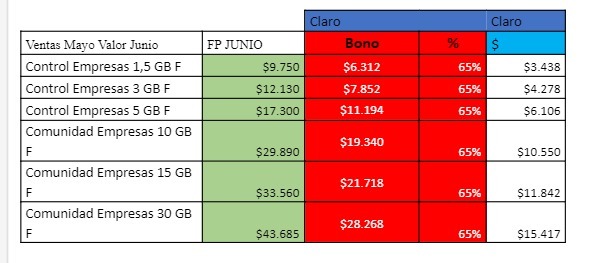 Claro Claro
Ventas Mayo Valor Junio FP JUNIO Bono % $
Control Empresas 1,5 GB F $9.750 $6.312 65% $3.438
Control Empresas 3 GB F $12.130 $7.852 65% $4.278
Control Empresas 5 GB F $17.300 $11.194 65% $6.106
Comunidad Empresas 10 GB
F $29.890 $19.340 65% $10.550
Comunidad Empresas 15 GB
F $33.560 $21.718 65% $11.842
Comunidad Empresas 30 GB
F $43.685 $28.268 65% $15.417